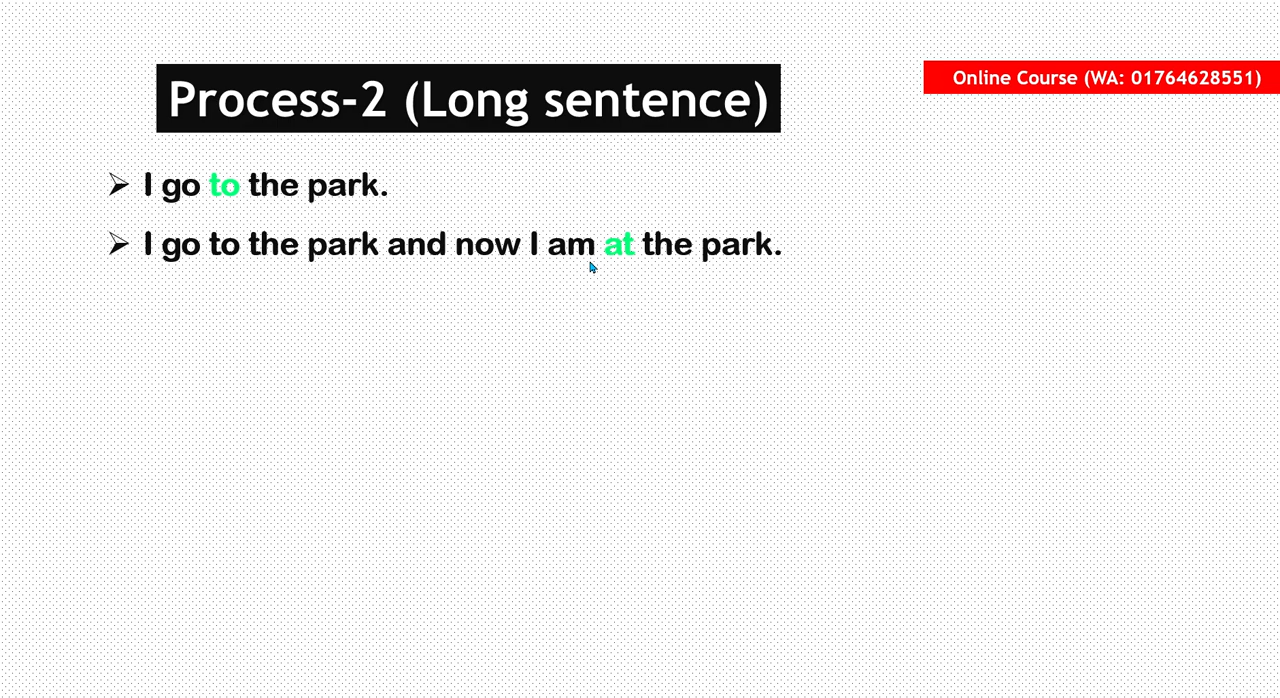 Online Course (WA: 01764628551)
Process-2 (Long sentence)
➢ I go to the park.
➢ I go to the park and now I am at the park.